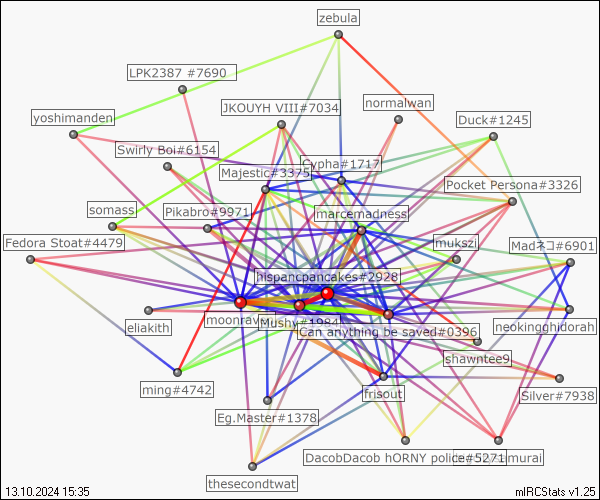 zebula
LPK2387 #7690
JKOUYH VIII#7034
normalwan
yoshimanden
Duck#1245
Swirly Boi#6154
Cypha#1717
Majestic#3375
Pocket Persona#3326
somass
Pikabro#9971
marcemadness
Fedora Stoat#4479
mukszi
Madネコ#6901
hispancpancakes#2928
moonrav
Mushy#1984
Can anything be saved#0396
eliakith
neokingghidorah
shawntee9
ming#4742
frisout
Silver#7938
Eg.Master#1378
DacobDacob hORNY police#5271
murai
thesecondtwat
13.10.2024 15:35
mIRCStats v1.25